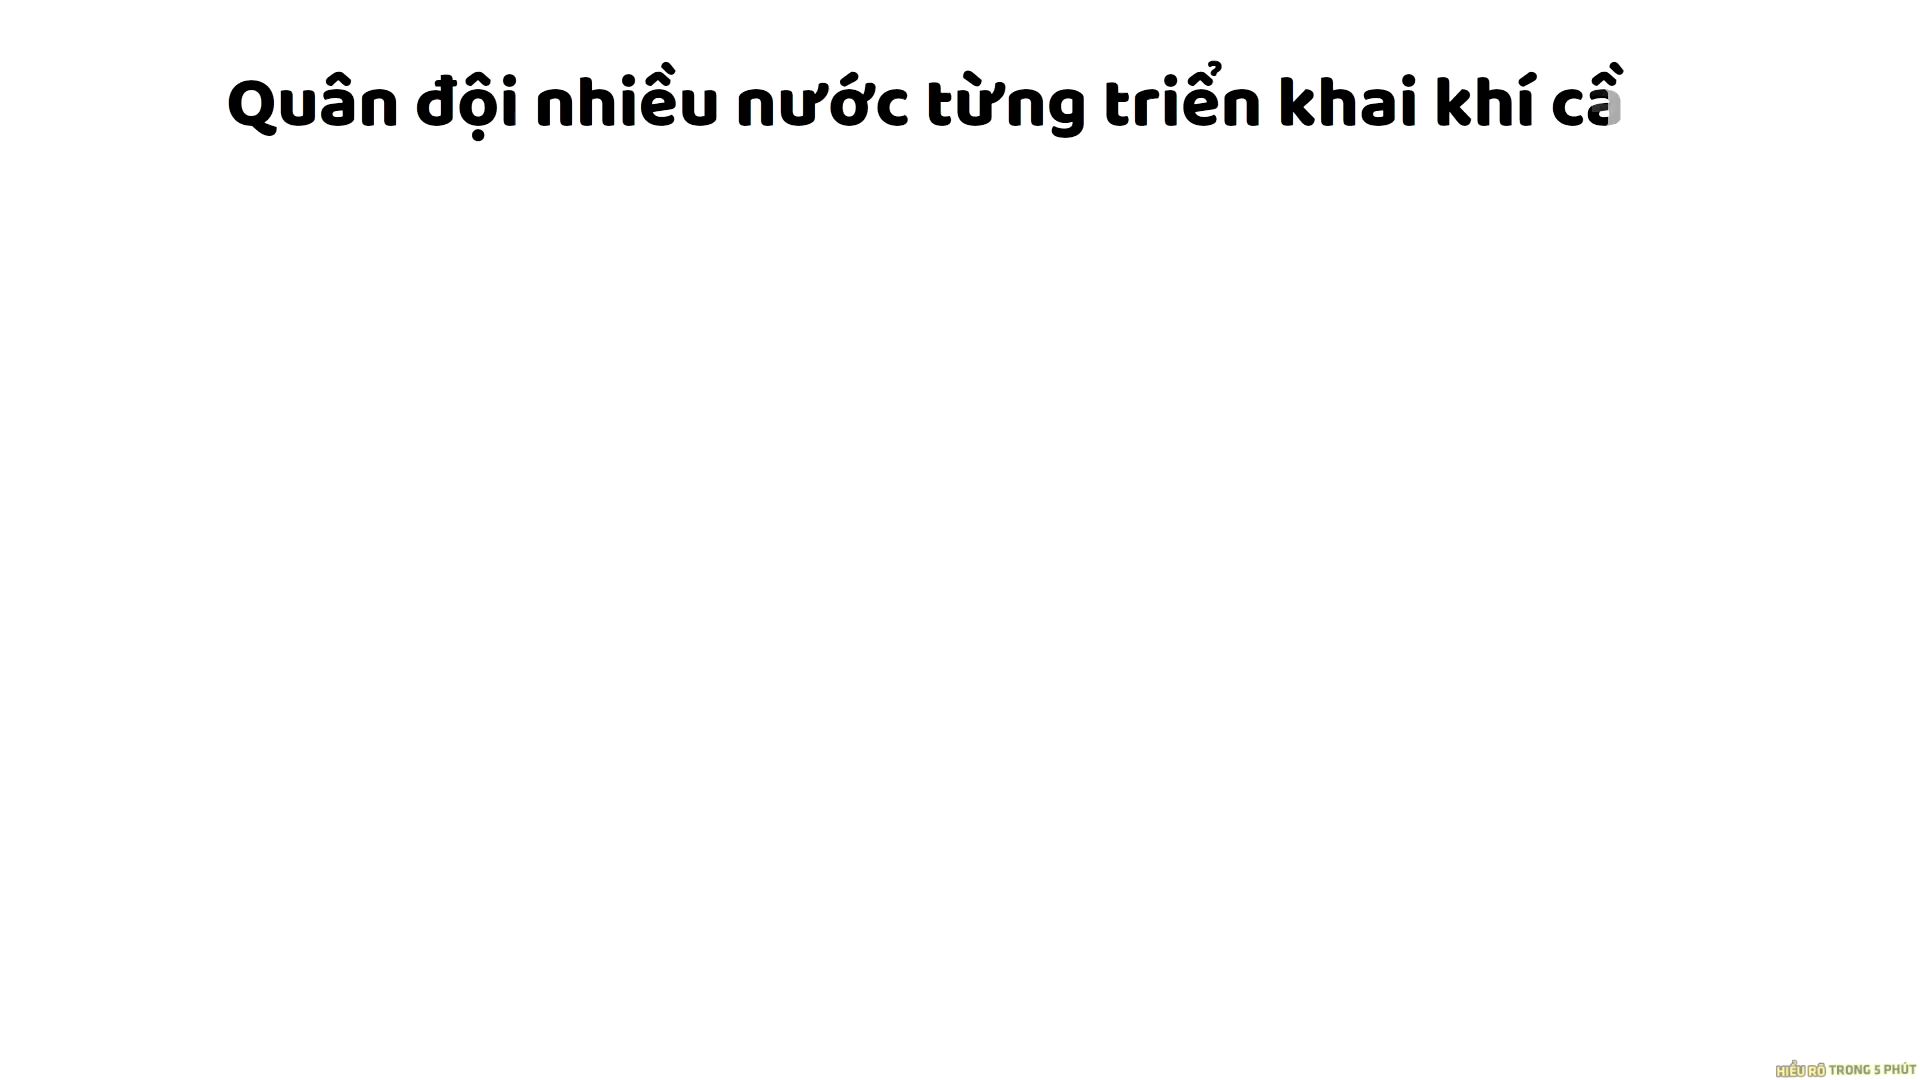 Quân đội nhiều nước từng triển khai khí cầ
HIỂU RÕ TRONG 5 PHÚT